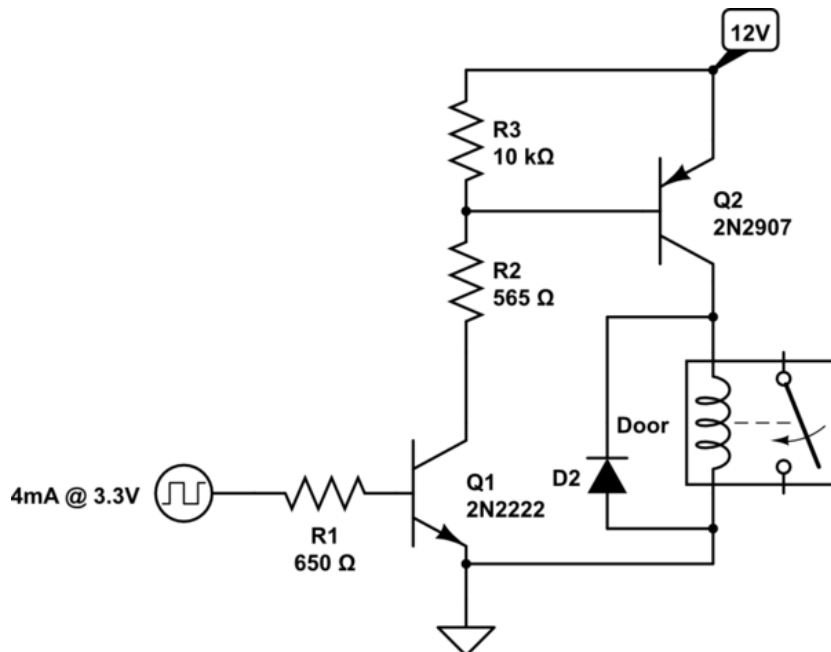 12V
R3
10 kΩ
Q2
2N2907
R2
565 Ω
Door
D2
4mA @ 3.3V
Q1
2N2222
R1
650 Ω